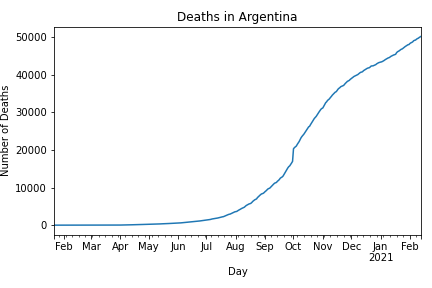 Deaths in Argentina
50000
40000
30000
20000
10000
0
Number of Deaths
Feb Mar Apr May Jun Jul Aug Sep Oct Nov Dec Jan Feb
2021
Day